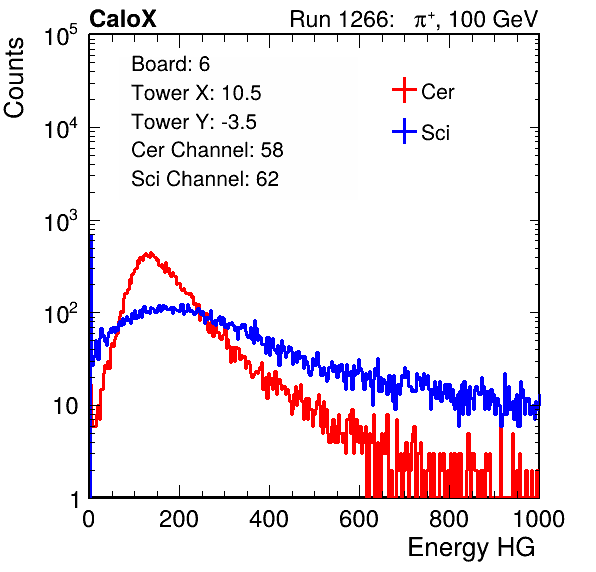 CaloX Run 1266: π⁺, 100 GeV
Counts
10⁵
10⁴
10³
10²
10
1
Board: 6
Tower X: 10.5
Tower Y: -3.5
Cer Channel: 58
Sci Channel: 62
Cer
Sci
0 200 400 600 800 1000
Energy HG